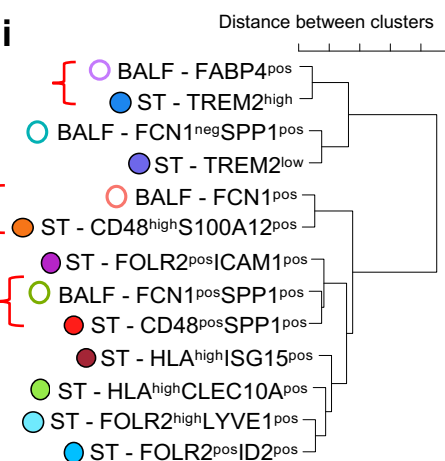 i
Distance between clusters
BALF - FABP4pos
ST - TREM2high
BALF - FCN1negSPP1pos
ST - TREM2low
BALF - FCN1pos
ST - CD48highS100A12pos
ST - FOLR2posICAM1pos
BALF - FCN1posSPP1pos
ST - CD48posSPP1pos
ST - HLAhighISG15pos
ST - HLAhighCLEC10Apos
ST - FOLR2highLYVE1pos
ST - FOLR2posID2pos